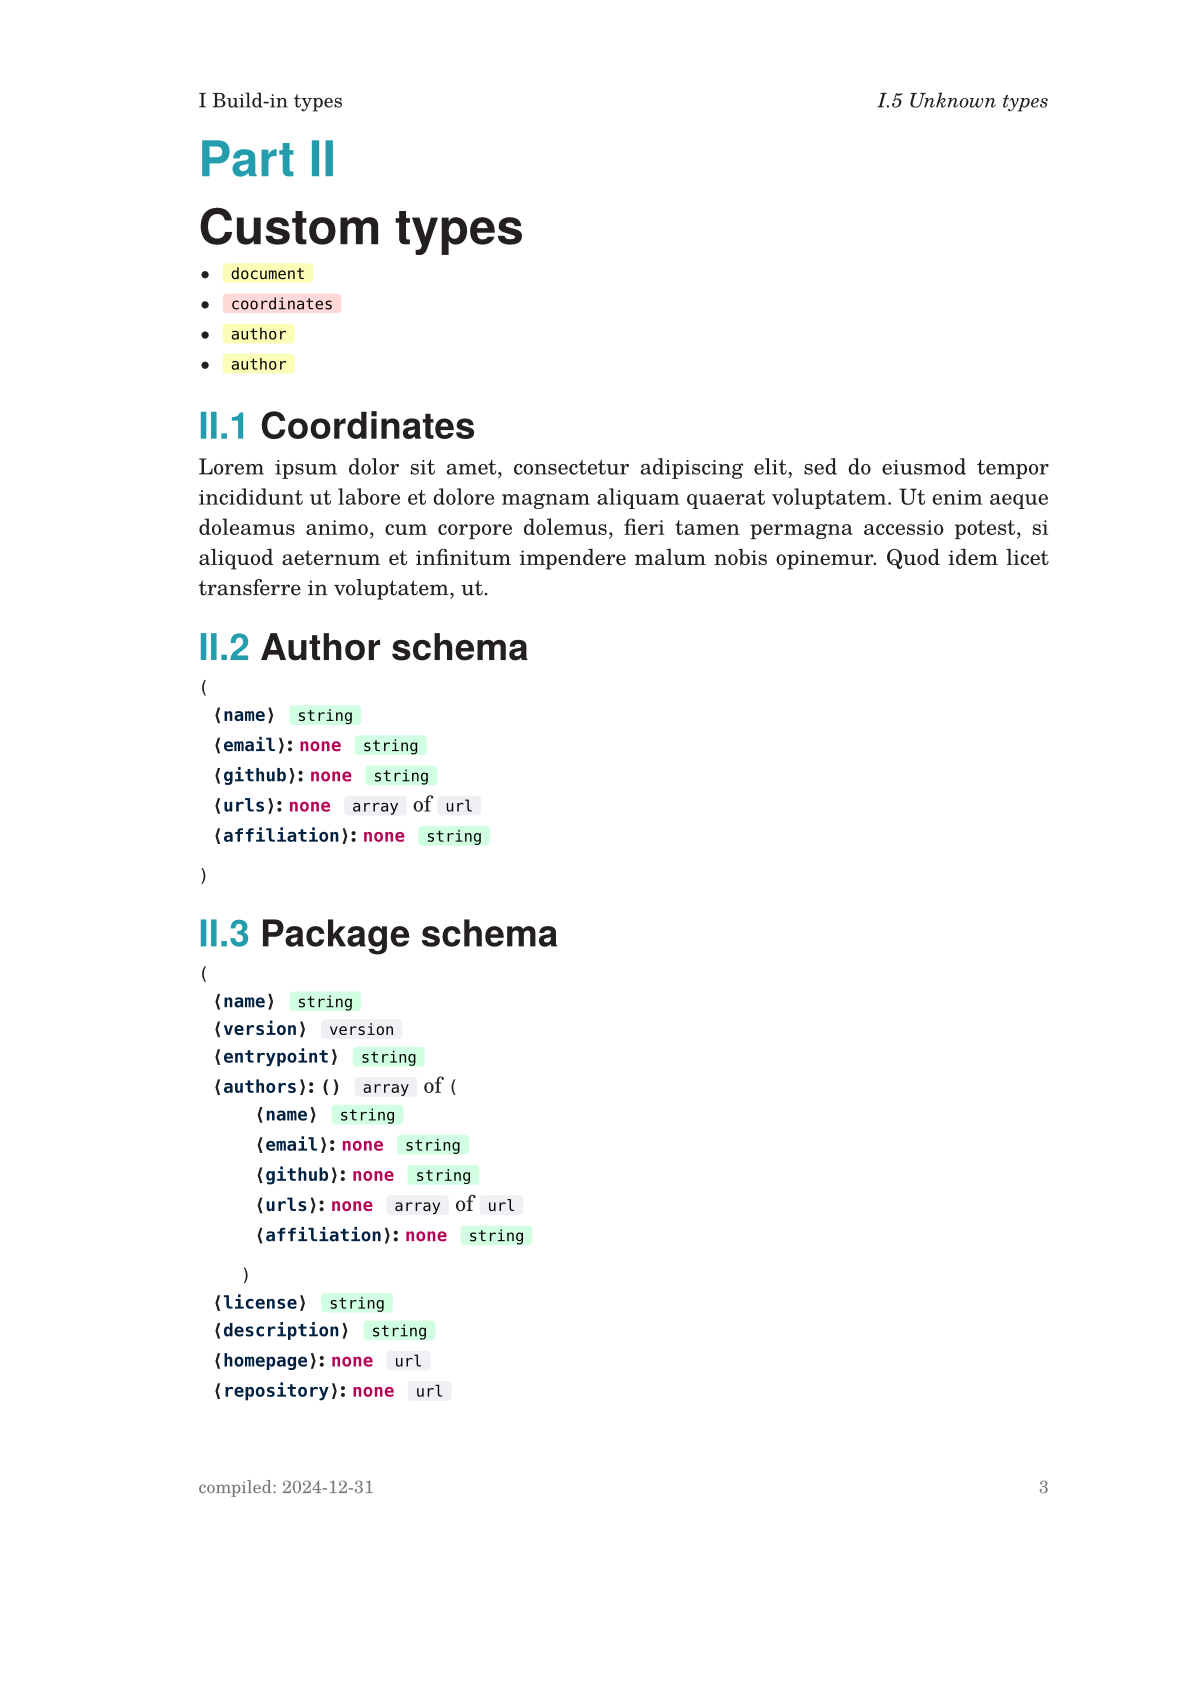 I Build-in types I.5 Unknown types
Part II
Custom types
• document
• coordinates
• author
• author
II.1 Coordinates
Lorem ipsum dolor sit amet, consectetur adipiscing elit, sed do eiusmod tempor
incididunt ut labore et dolore magnam aliquam quaerat voluptatem. Ut enim aeque
doleamus animo, cum corpore dolemus, fieri tamen permagna accessio potest, si
aliquod aeternum et infinitum impendere malum nobis opinemur. Quod idem licet
transferre in voluptatem, ut.
II.2 Author schema
(
⟨name⟩ string
⟨email⟩: none string
⟨github⟩: none string
⟨urls⟩: none array of url
⟨affiliation⟩: none string
)
II.3 Package schema
(
⟨name⟩ string
⟨version⟩ version
⟨entrypoint⟩ string
⟨authors⟩: () array of (
⟨name⟩ string
⟨email⟩: none string
⟨github⟩: none string
⟨urls⟩: none array of url
⟨affiliation⟩: none string
)
⟨license⟩ string
⟨description⟩ string
⟨homepage⟩: none url
⟨repository⟩: none url
compiled: 2024-12-31 3